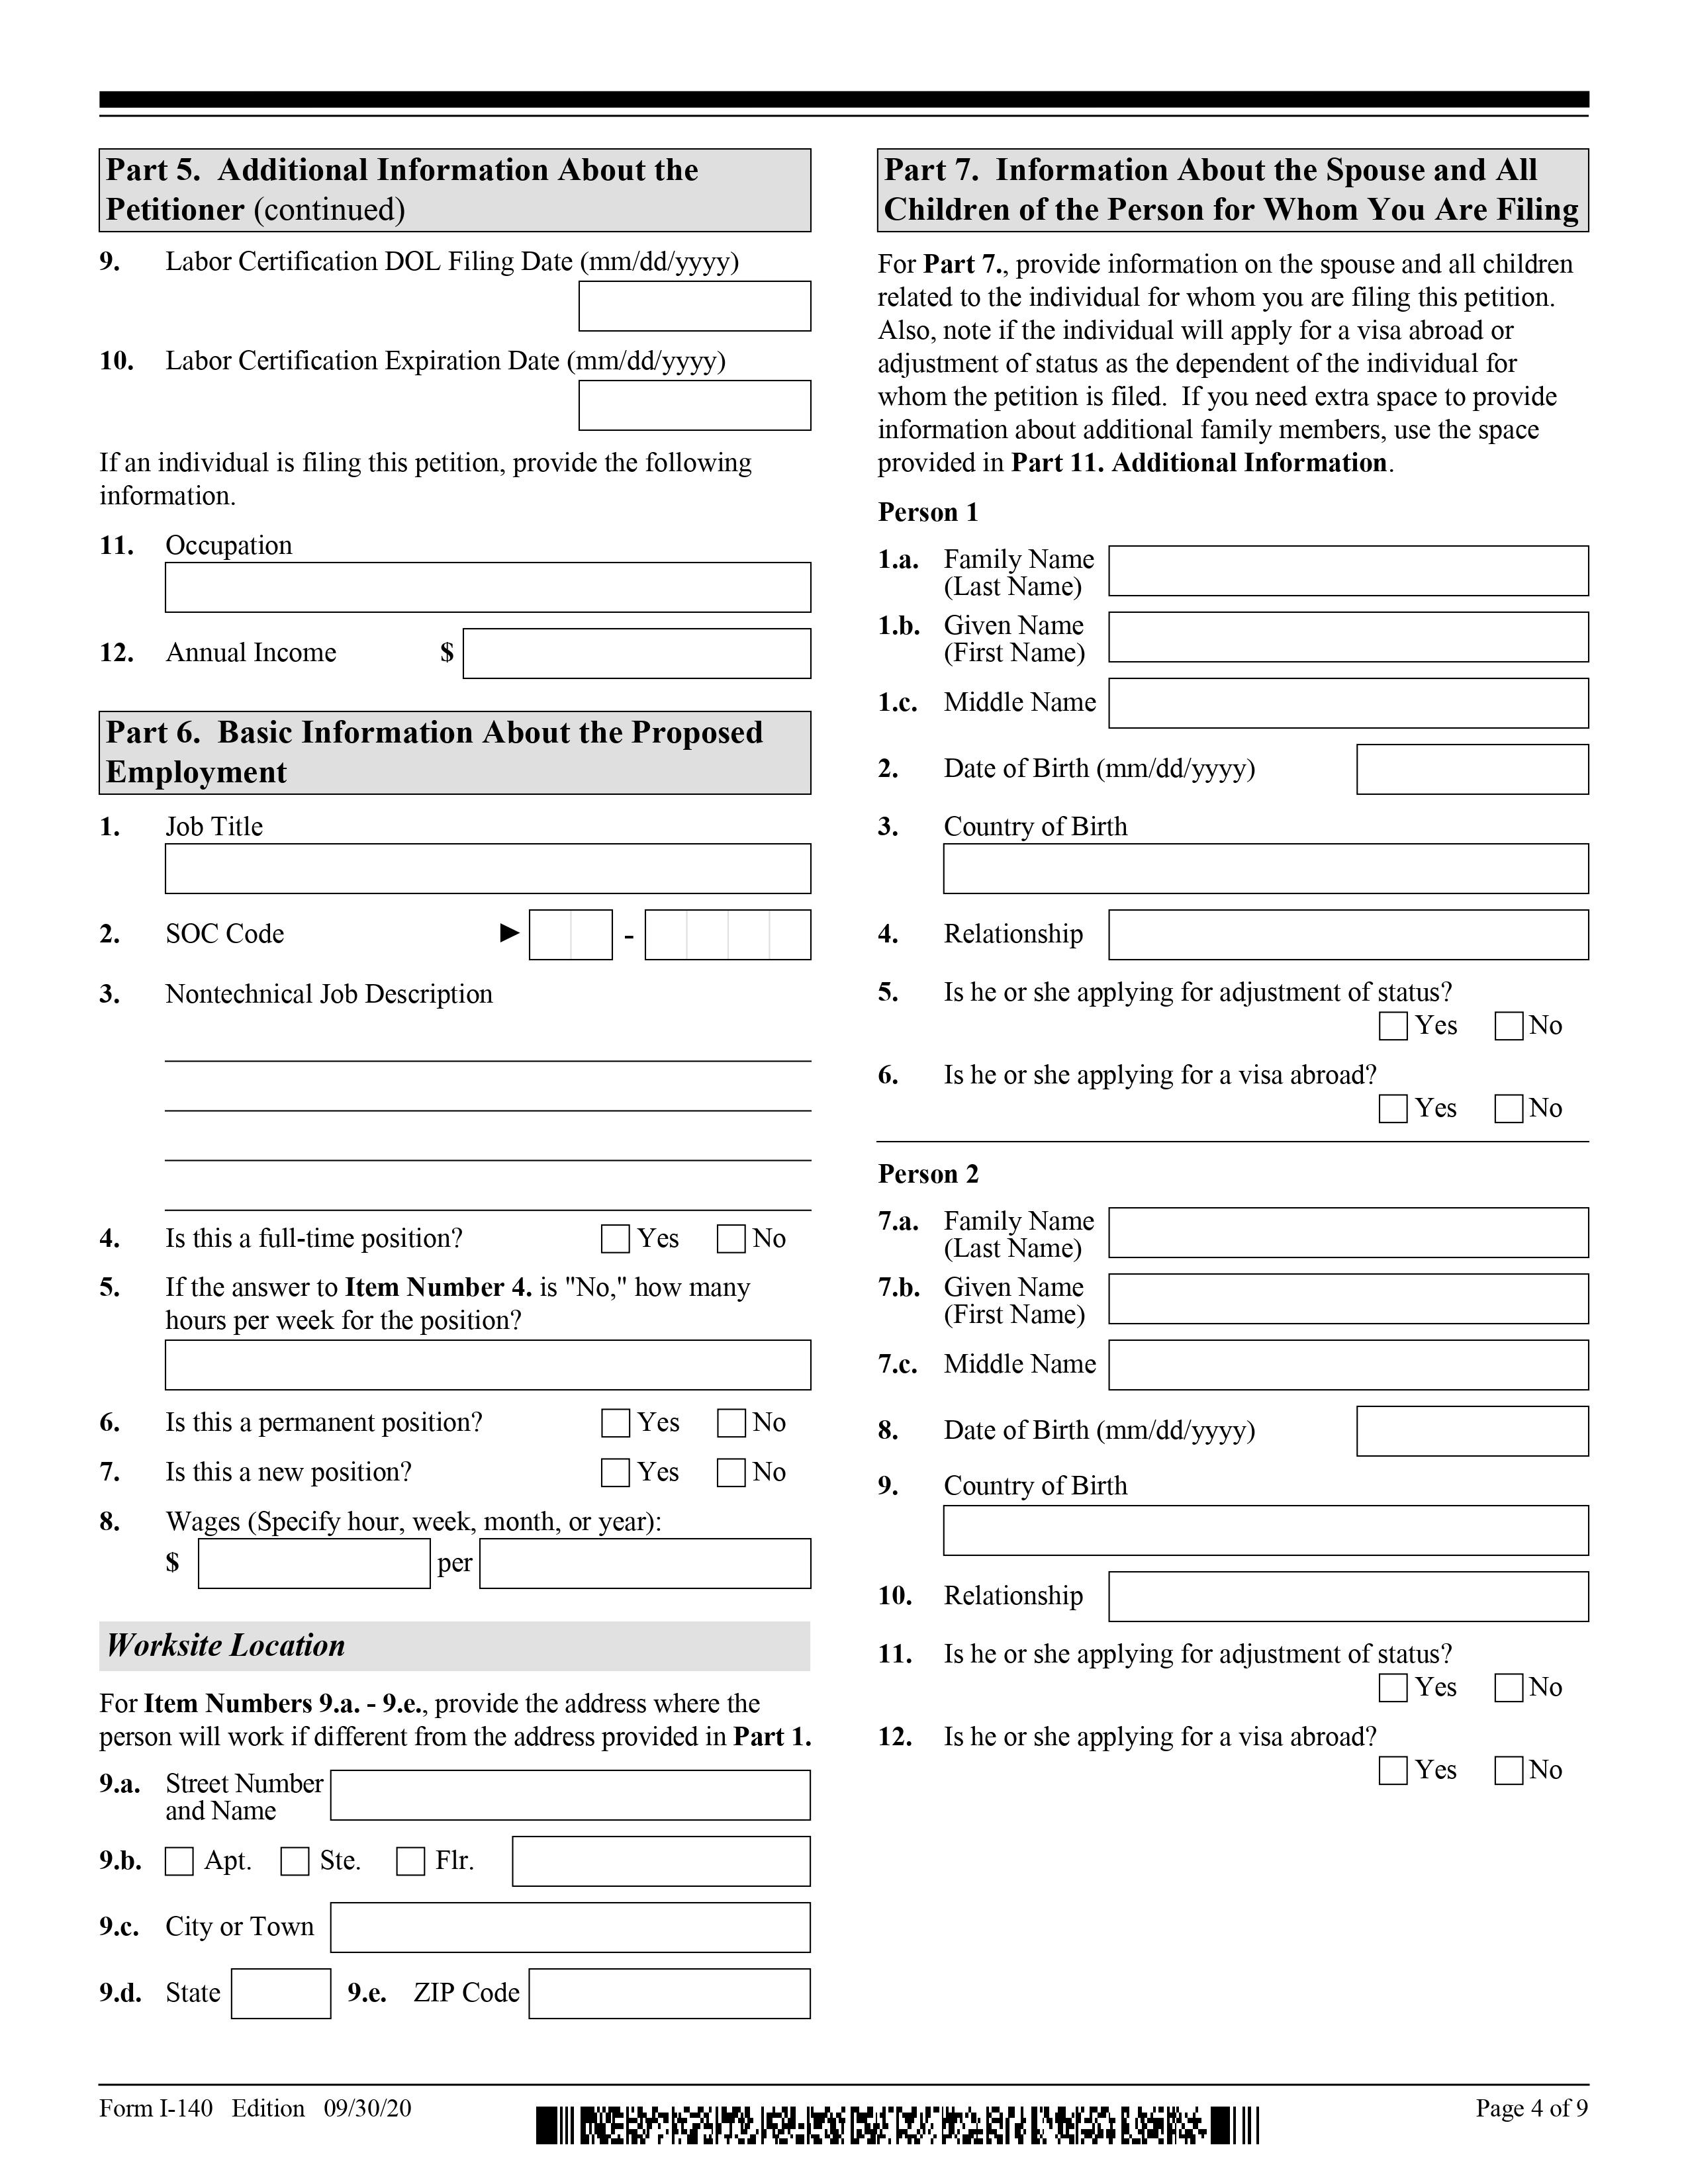 Part 5.  Additional Information About the
Petitioner (continued)
9. Labor Certification DOL Filing Date (mm/dd/yyyy)
10. Labor Certification Expiration Date (mm/dd/yyyy)
If an individual is filing this petition, provide the following
information.
11. Occupation
12. Annual Income $
Part 6.  Basic Information About the Proposed
Employment
1. Job Title
2. SOC Code ► -
3. Nontechnical Job Description
4. Is this a full-time position? Yes No
5. If the answer to Item Number 4. is "No," how many
hours per week for the position?
6. Is this a permanent position? Yes No
7. Is this a new position? Yes No
8. Wages (Specify hour, week, month, or year):
$ per
Worksite Location
For Item Numbers 9.a. - 9.e., provide the address where the
person will work if different from the address provided in Part 1.
9.a. Street Number
and Name
9.b. Apt. Ste. Flr.
9.c. City or Town
9.d. State 9.e. ZIP Code
Part 7.  Information About the Spouse and All
Children of the Person for Whom You Are Filing
For Part 7., provide information on the spouse and all children
related to the individual for whom you are filing this petition.
Also, note if the individual will apply for a visa abroad or
adjustment of status as the dependent of the individual for
whom the petition is filed.  If you need extra space to provide
information about additional family members, use the space
provided in Part 11. Additional Information.
Person 1
1.a. Family Name
(Last Name)
1.b. Given Name
(First Name)
1.c. Middle Name
2. Date of Birth (mm/dd/yyyy)
3. Country of Birth
4. Relationship
5. Is he or she applying for adjustment of status?
Yes No
6. Is he or she applying for a visa abroad?
Yes No
Person 2
7.a. Family Name
(Last Name)
7.b. Given Name
(First Name)
7.c. Middle Name
8. Date of Birth (mm/dd/yyyy)
9. Country of Birth
10. Relationship
11. Is he or she applying for adjustment of status?
Yes No
12. Is he or she applying for a visa abroad?
Yes No
Form I-140 Edition 09/30/20
Page 4 of 9